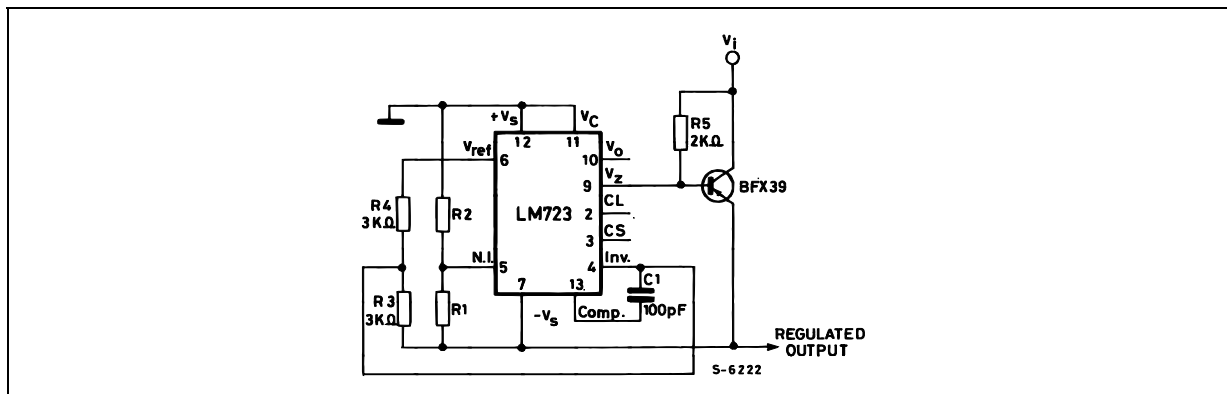 Vi
+Vs
VC
R5
2KΩ
12
11
Vref
6
Vo
10
Vz
9
BFX39
R4
3KΩ
R2
LM723
CL
2
CS
3
N.I.
5
Inv.
4
R3
3KΩ
R1
7
13
C1
100pF
-Vs
Comp.
REGULATED
OUTPUT
S-6222